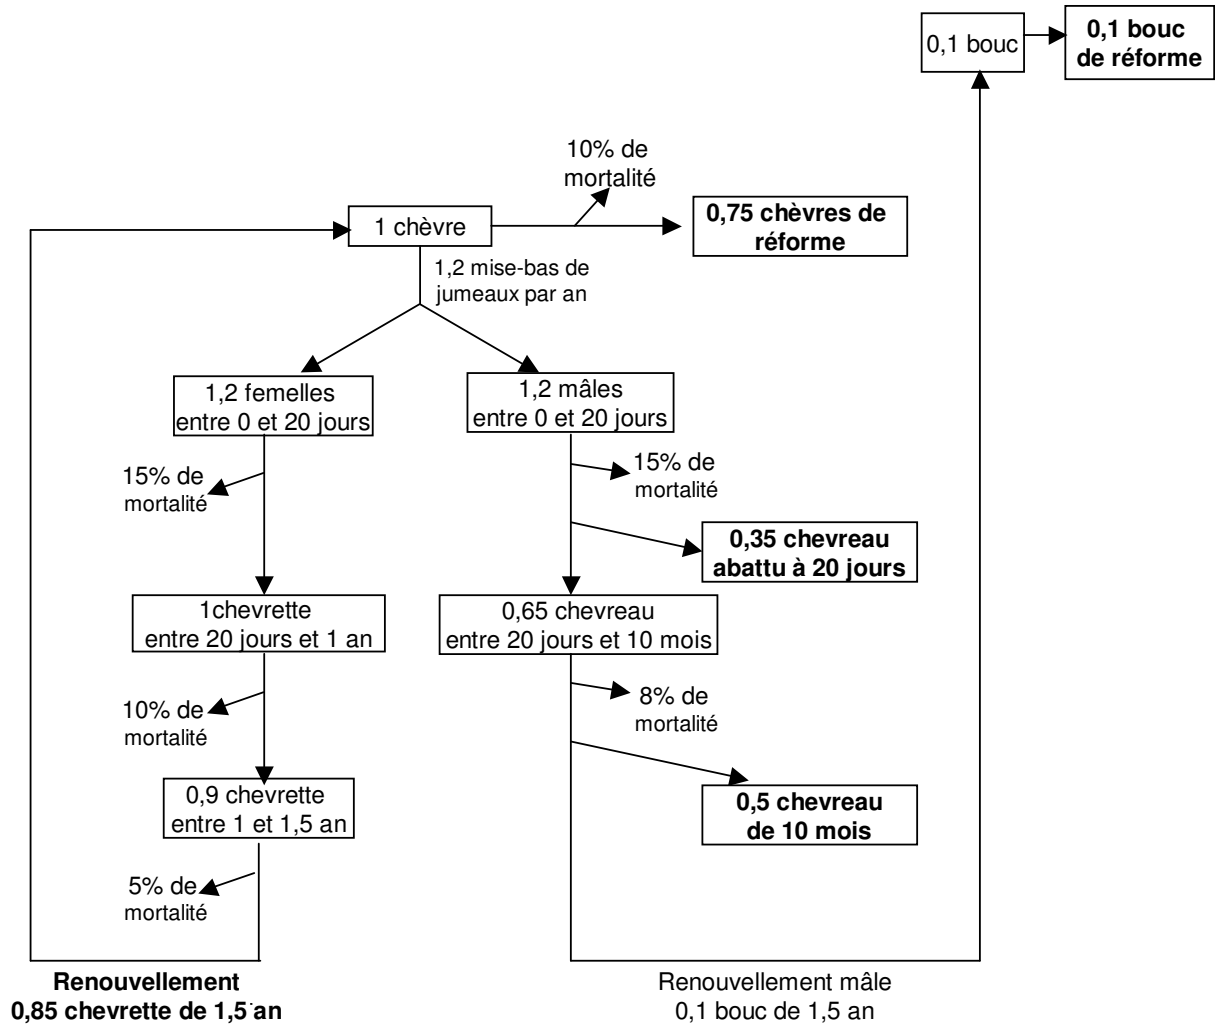 0,1 bouc
0,1 bouc
de réforme
10% de
mortalité
1 chèvre
0,75 chèvres de
réforme
1,2 mise-bas de
jumeaux par an
1,2 femelles
entre 0 et 20 jours
1,2 mâles
entre 0 et 20 jours
15% de
mortalité
15% de
mortalité
0,35 chevreau
abattu à 20 jours
1chevrette
entre 20 jours et 1 an
0,65 chevreau
entre 20 jours et 10 mois
10% de
mortalité
8% de
mortalité
0,9 chevrette
entre 1 et 1,5 an
0,5 chevreau
de 10 mois
5% de
mortalité
Renouvellement
0,85 chevrette de 1,5 an
Renouvellement mâle
0,1 bouc de 1,5 an